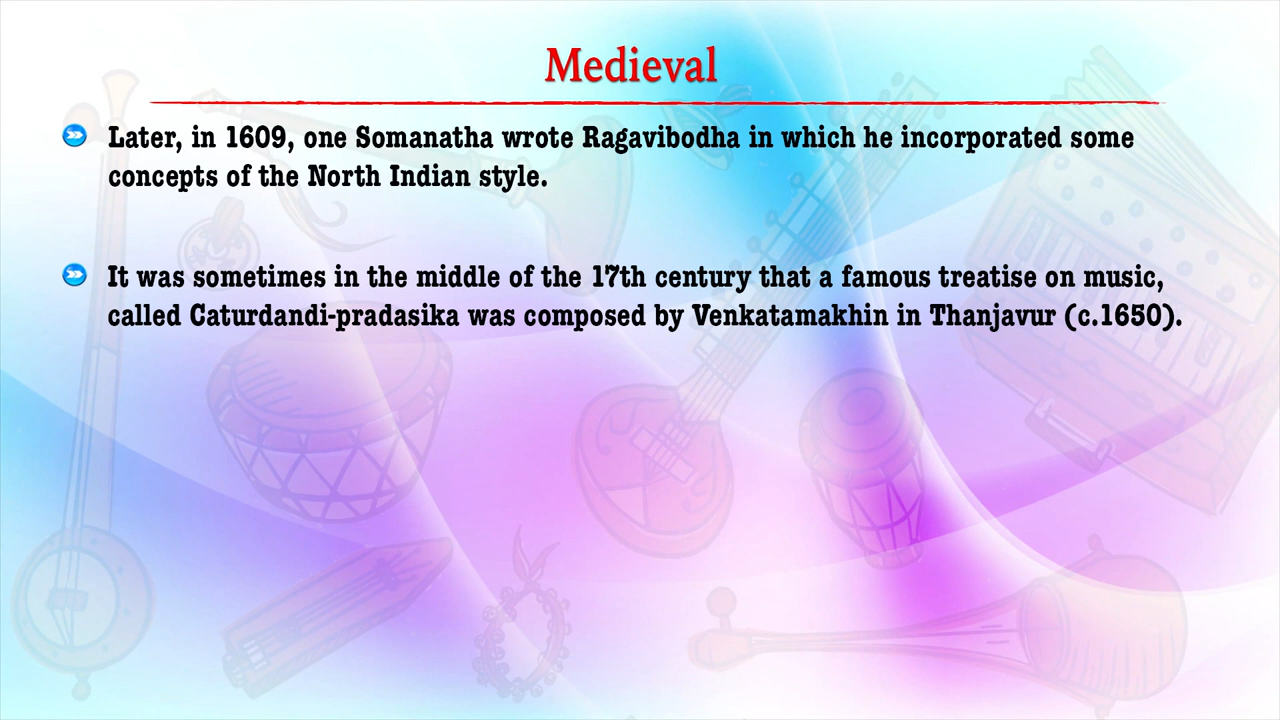 Medieval
Later, in 1609, one Somanatha wrote Ragavibodha in which he incorporated some
concepts of the North Indian style.
It was sometimes in the middle of the 17th century that a famous treatise on music,
called Caturdandi-pradasika was composed by Venkatamakhin in Thanjavur (c.1650).